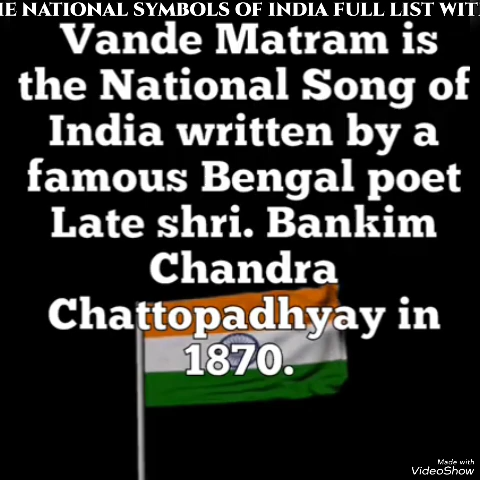 HE NATIONAL SYMBOLS OF INDIA FULL LIST WIT
Vande Matram is
the National Song of
India written by a
famous Bengal poet
Late shri. Bankim
Chandra
Chattopadhyay in
1870.
Made with
VideoShow